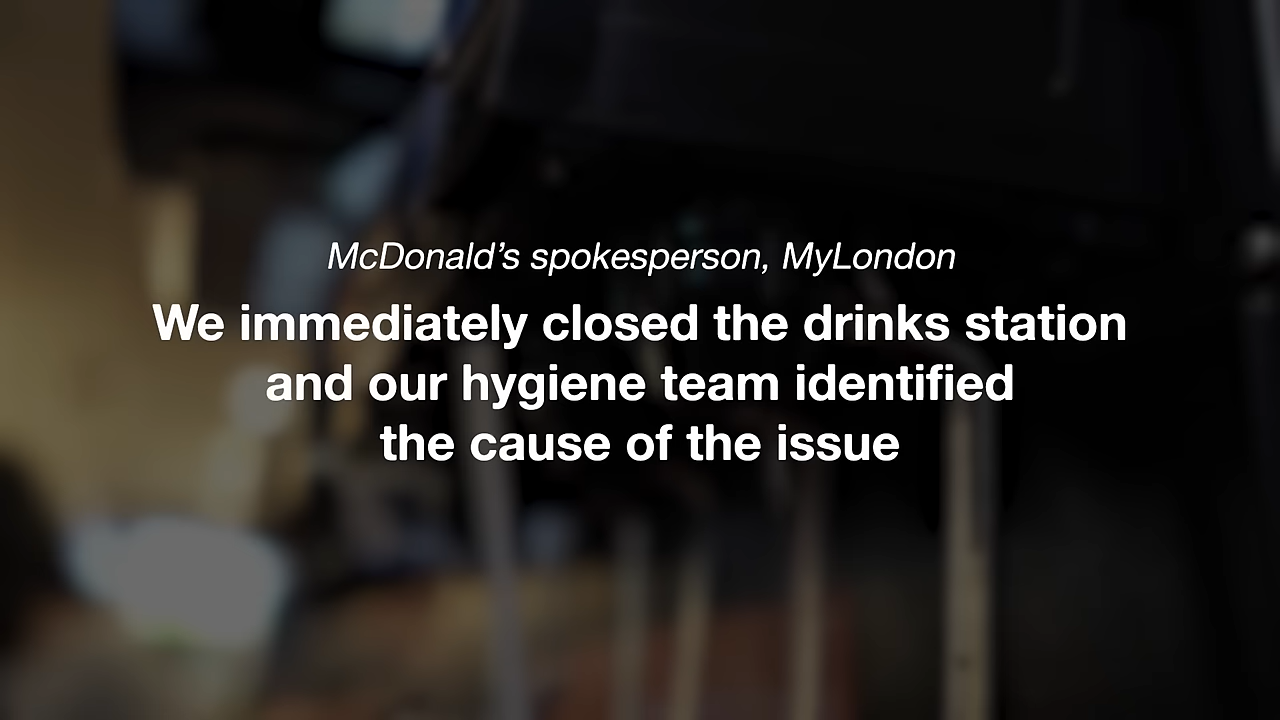 McDonald’s spokesperson, MyLondon
We immediately closed the drinks station
and our hygiene team identified
the cause of the issue